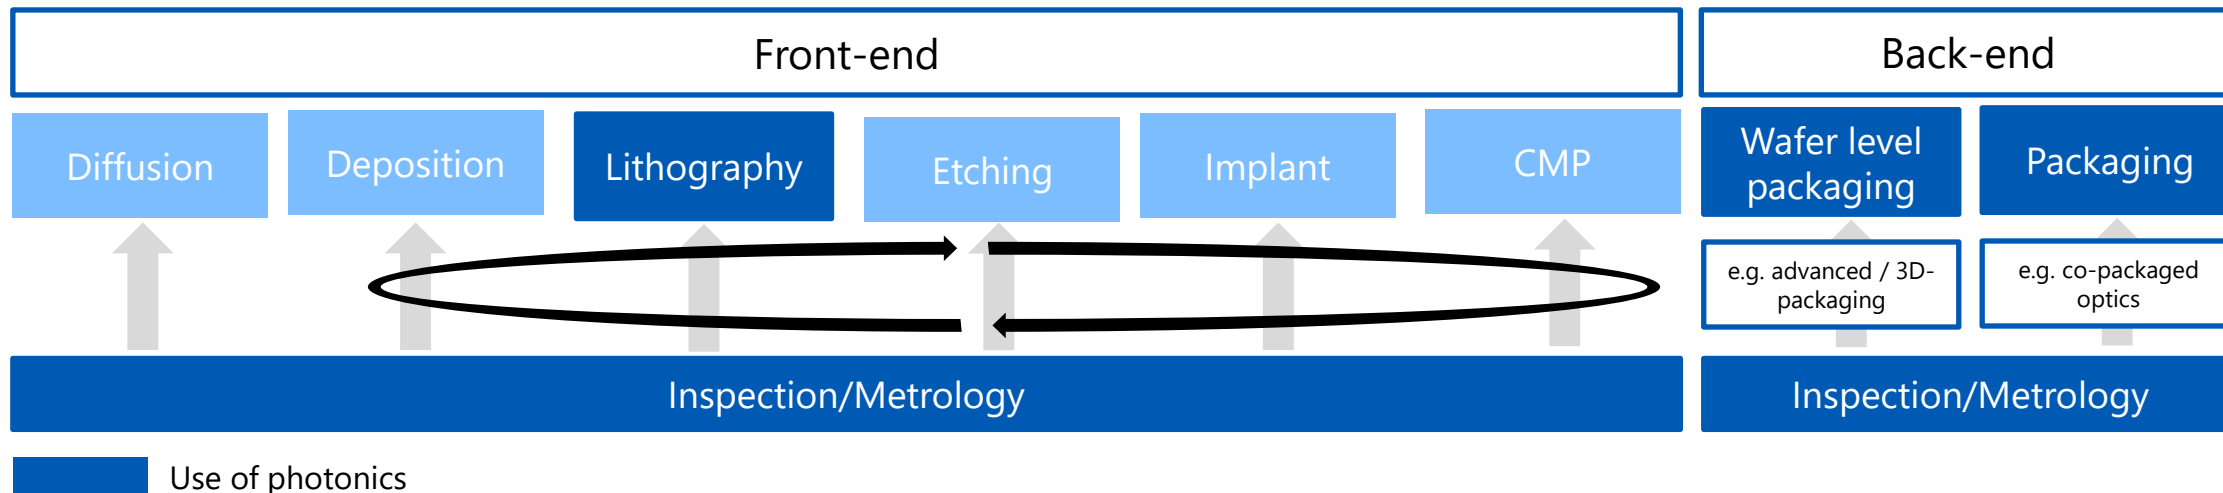 Front-end
Back-end
Diffusion
Deposition
Lithography
Etching
Implant
CMP
Wafer level
packaging
Packaging
e.g. advanced / 3D-
packaging
e.g. co-packaged
optics
Inspection/Metrology
Inspection/Metrology
Use of photonics